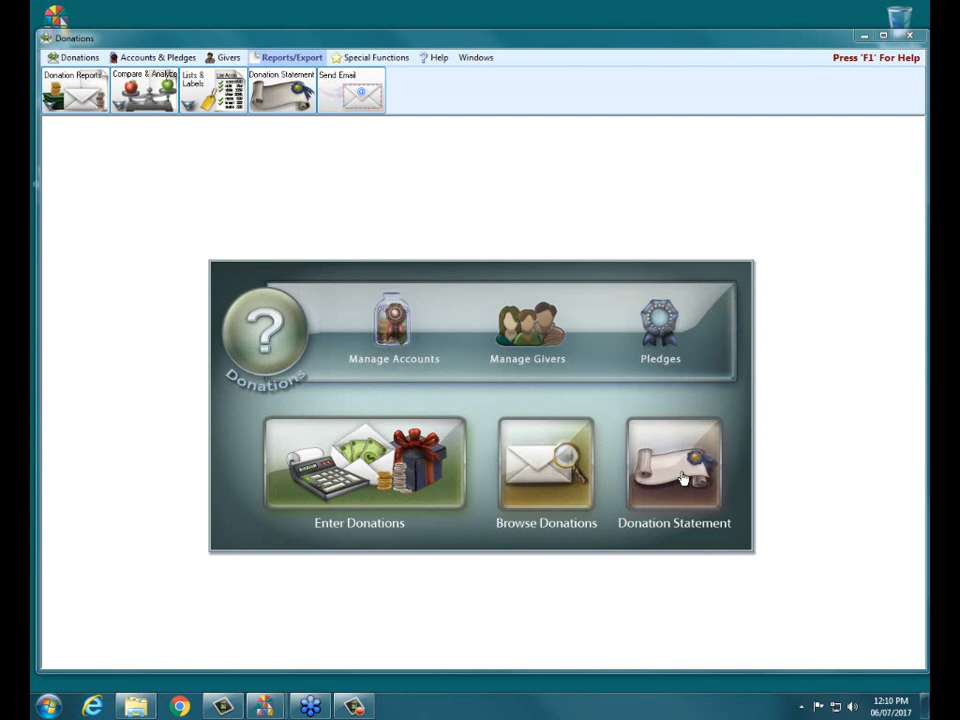 Donations
Donations Accounts & Pledges Givers Reports/Export Special Functions Help Windows Press 'F1' For Help
Donation Reports Compare & Analyze Lists & Labels Donation Statement Send Email
Manage Accounts Manage Givers Pledges
Donations
Enter Donations Browse Donations Donation Statement
12:10 PM
06/07/2017